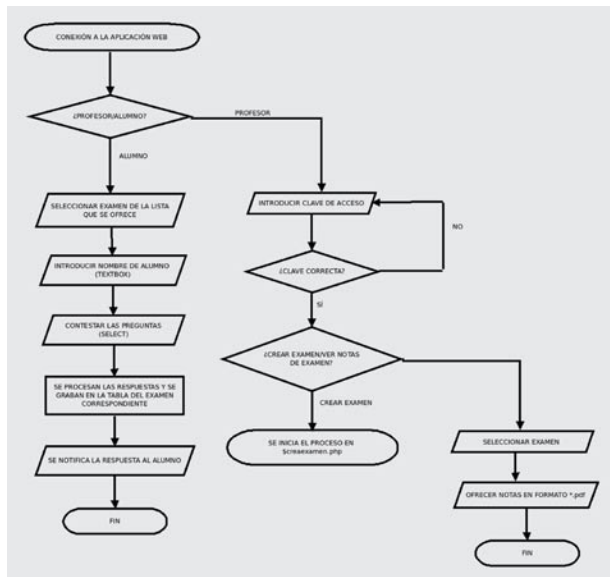 CONEXIÓN A LA APLICACIÓN WEB
¿PROFESOR/ALUMNO?
PROFESOR
ALUMNO
SELECCIONAR EXAMEN DE LA LISTA
QUE SE OFRECE
INTRODUCIR NOMBRE DE ALUMNO
(TEXTBOX)
CONTESTAR LAS PREGUNTAS
(SELECT)
SE PROCESAN LAS RESPUESTAS Y SE
GRABAN EN LA TABLA DEL EXAMEN
CORRESPONDIENTE
SE NOTIFICA LA RESPUESTA AL ALUMNO
FIN
INTRODUCIR CLAVE DE ACCESO
NO
¿CLAVE CORRECTA?
SÍ
¿CREAR EXAMEN/VER NOTAS
DE EXAMEN?
CREAR EXAMEN
SE INICIA EL PROCESO EN
$creaexamen.php
SELECCIONAR EXAMEN
OFRECER NOTAS EN FORMATO *.pdf
FIN